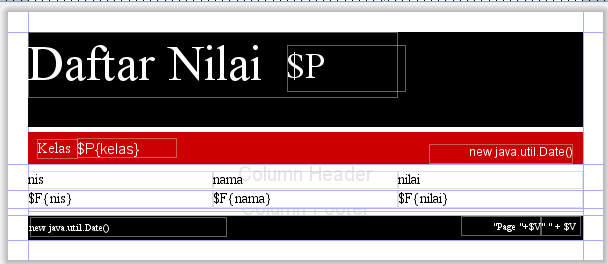 Daftar Nilai $P
Kelas $P{kelas} new java.util.Date()
Column Header
nis nama nilai
$F{nis} $F{nama} $F{nilai}
Column Footer
new java.util.Date() "Page "+$V " " + $V